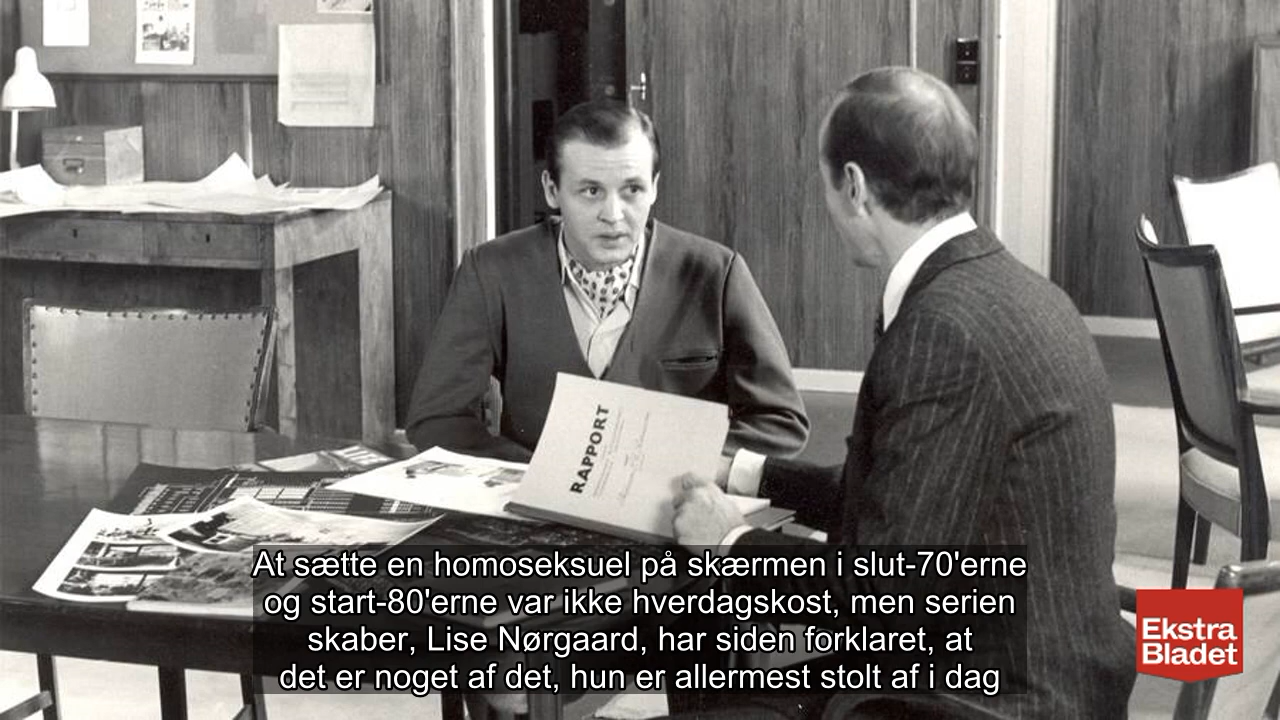 RAPPORT
At sætte en homoseksuel på skærmen i slut-70'erne
og start-80'erne var ikke hverdagskost, men serien
skaber, Lise Nørgaard, har siden forklaret, at
det er noget af det, hun er allermest stolt af i dag
Ekstra
Bladet